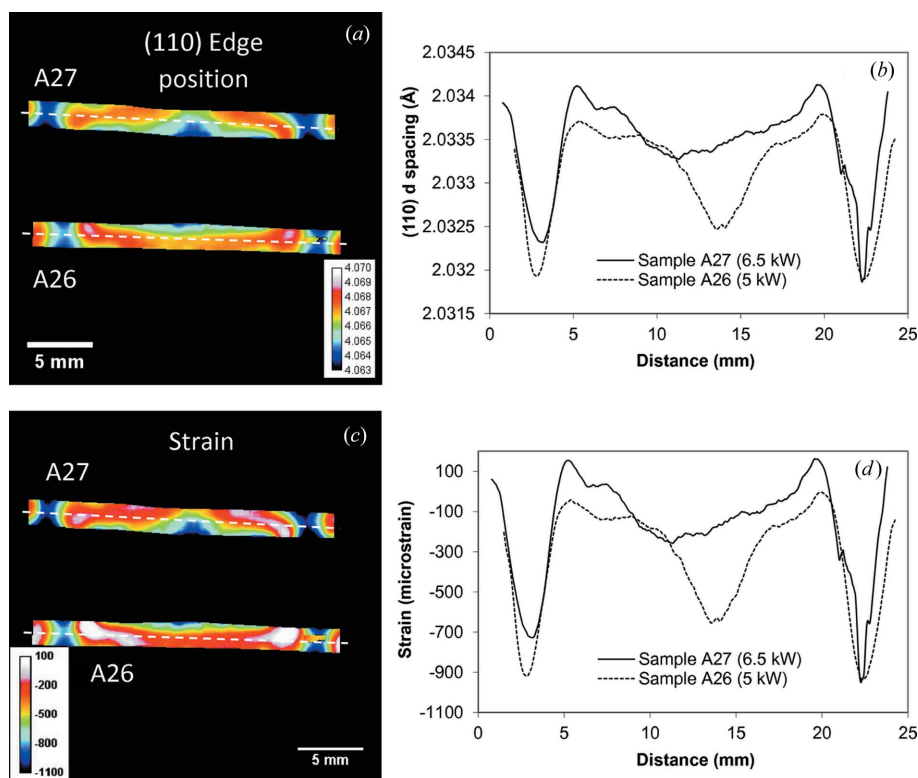 (a)
(110) Edge
position
A27
A26
5 mm
4.070
4.069
4.068
4.067
4.066
4.065
4.064
4.063
(b)
2.0345
2.034
2.0335
2.033
2.0325
2.032
2.0315
(110) d spacing (Å)
Sample A27 (6.5 kW)
Sample A26 (5 kW)
0 5 10 15 20 25
Distance (mm)
(c)
Strain
A27
A26
100
-200
-500
-800
-1100
5 mm
(d)
100
-100
-300
-500
-700
-900
-1100
Strain (microstrain)
Sample A27 (6.5 kW)
Sample A26 (5 kW)
0 5 10 15 20 25
Distance (mm)